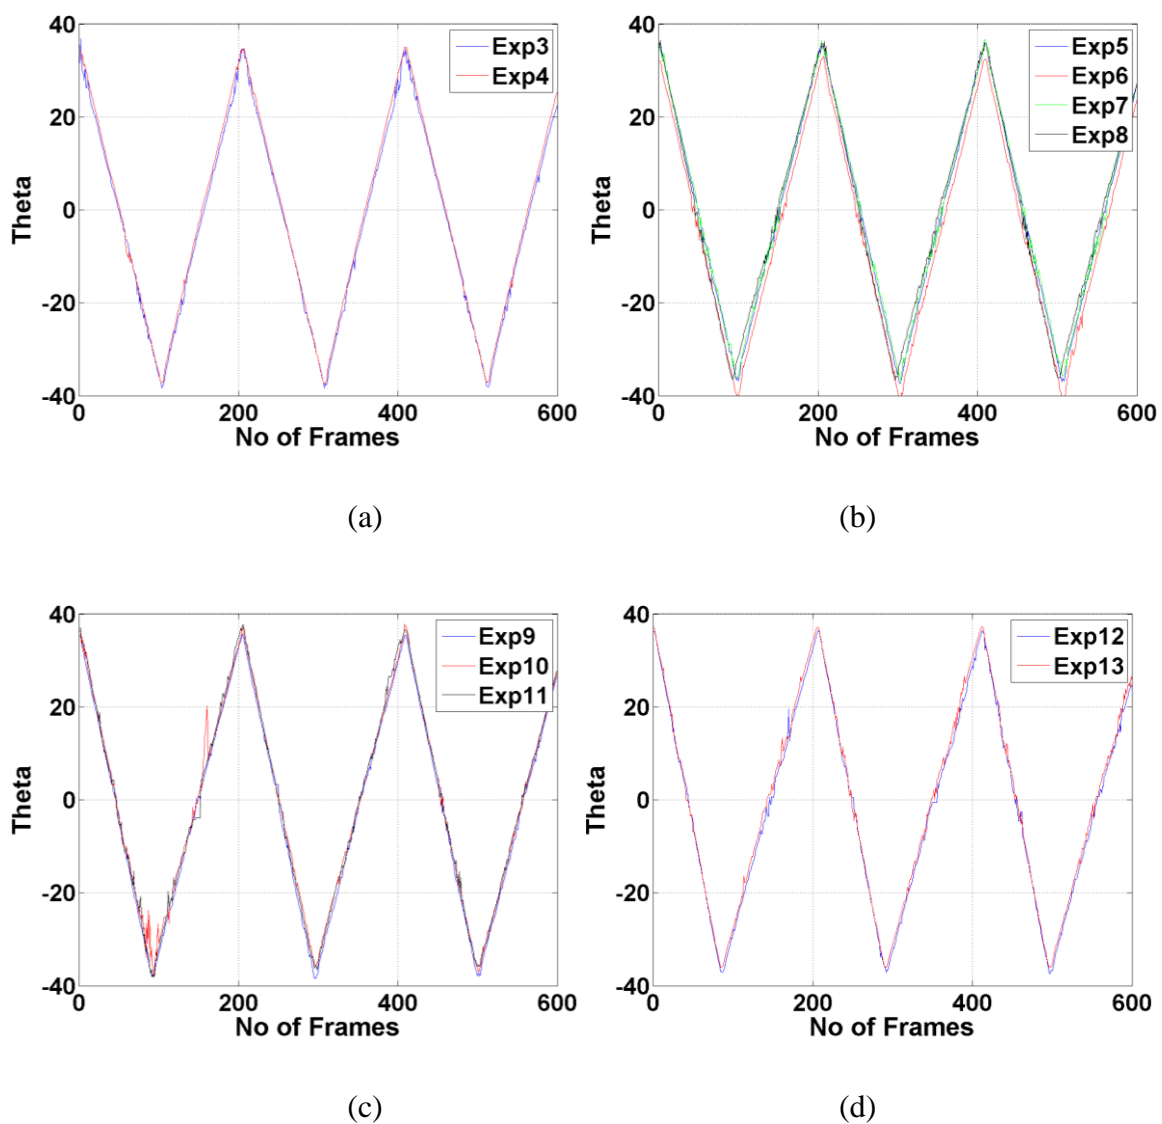 40
20
0
-20
-40
Theta
0 200 400 600
No of Frames
Exp3
Exp4
(a)
40
20
0
-20
-40
Theta
0 200 400 600
No of Frames
Exp5
Exp6
Exp7
Exp8
(b)
40
20
0
-20
-40
Theta
0 200 400 600
No of Frames
Exp9
Exp10
Exp11
(c)
40
20
0
-20
-40
Theta
0 200 400 600
No of Frames
Exp12
Exp13
(d)